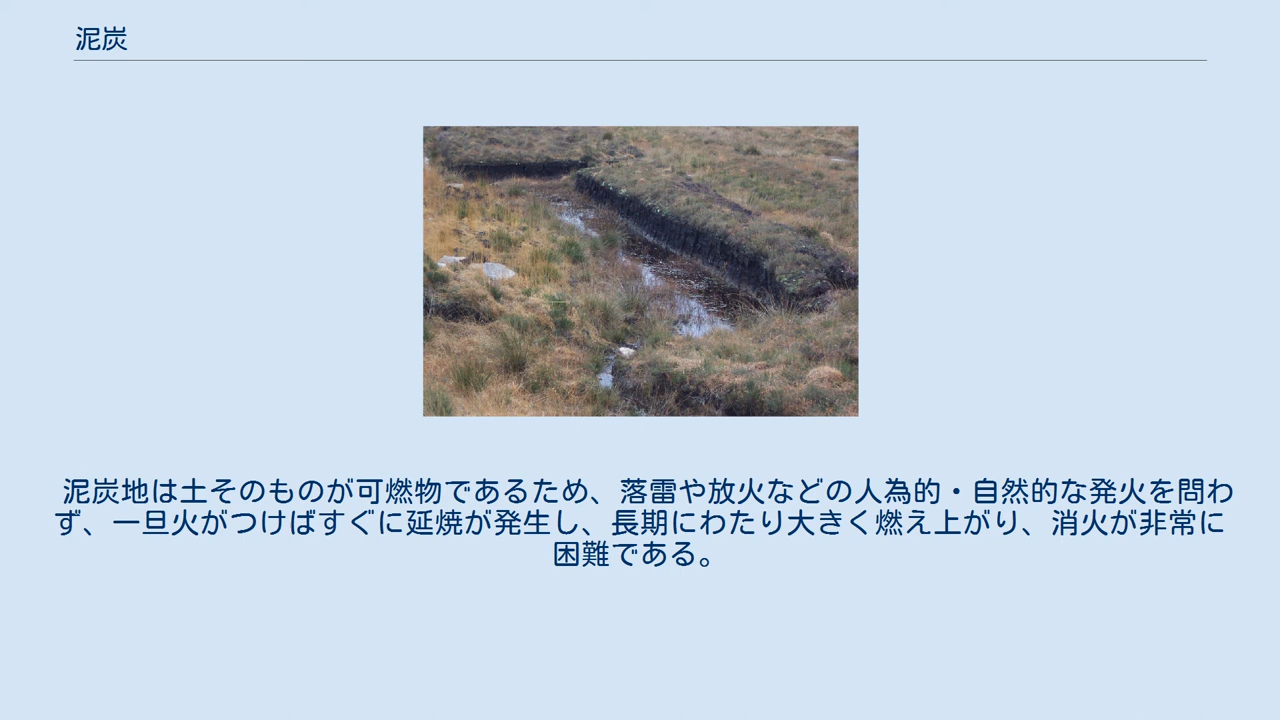 泥炭
泥炭地は土そのものが可燃物であるため、落雷や放火などの人為的・自然的な発火を問わ
ず、一旦火がつけばすぐに延焼が発生し、長期にわたり大きく燃え上がり、消火が非常に
困難である。